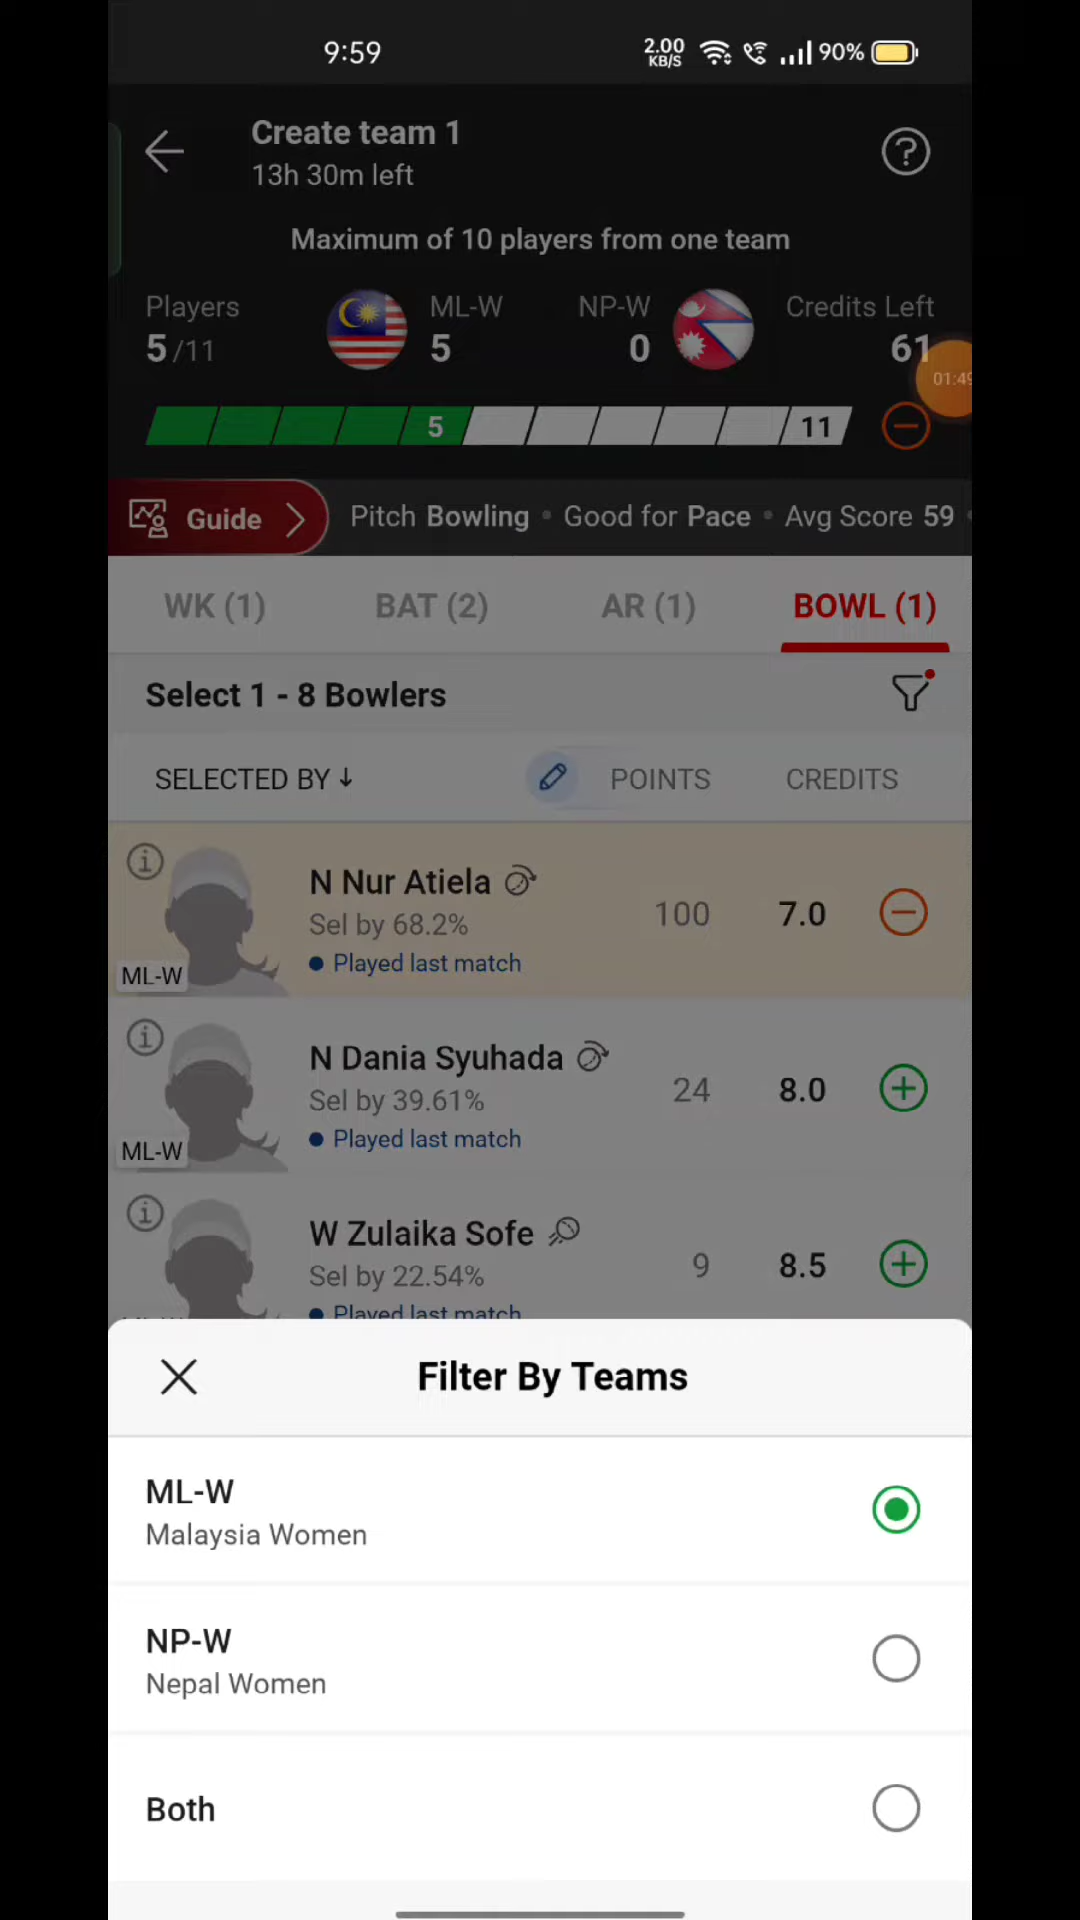 9:59
2.00
KB/S
90%
Create team 1
13h 30m left
Maximum of 10 players from one team
Players
5/11
ML-W
5
NP-W
0
Credits Left
61
01:49
5
11
Guide
Pitch Bowling • Good for Pace • Avg Score 59
WK (1)
BAT (2)
AR (1)
BOWL (1)
Select 1 - 8 Bowlers
SELECTED BY ↓
POINTS
CREDITS
N Nur Atiela
Sel by 68.2%
Played last match
ML-W
100
7.0
N Dania Syuhada
Sel by 39.61%
Played last match
ML-W
24
8.0
W Zulaika Sofe
Sel by 22.54%
Played last match
9
8.5
Filter By Teams
ML-W
Malaysia Women
NP-W
Nepal Women
Both